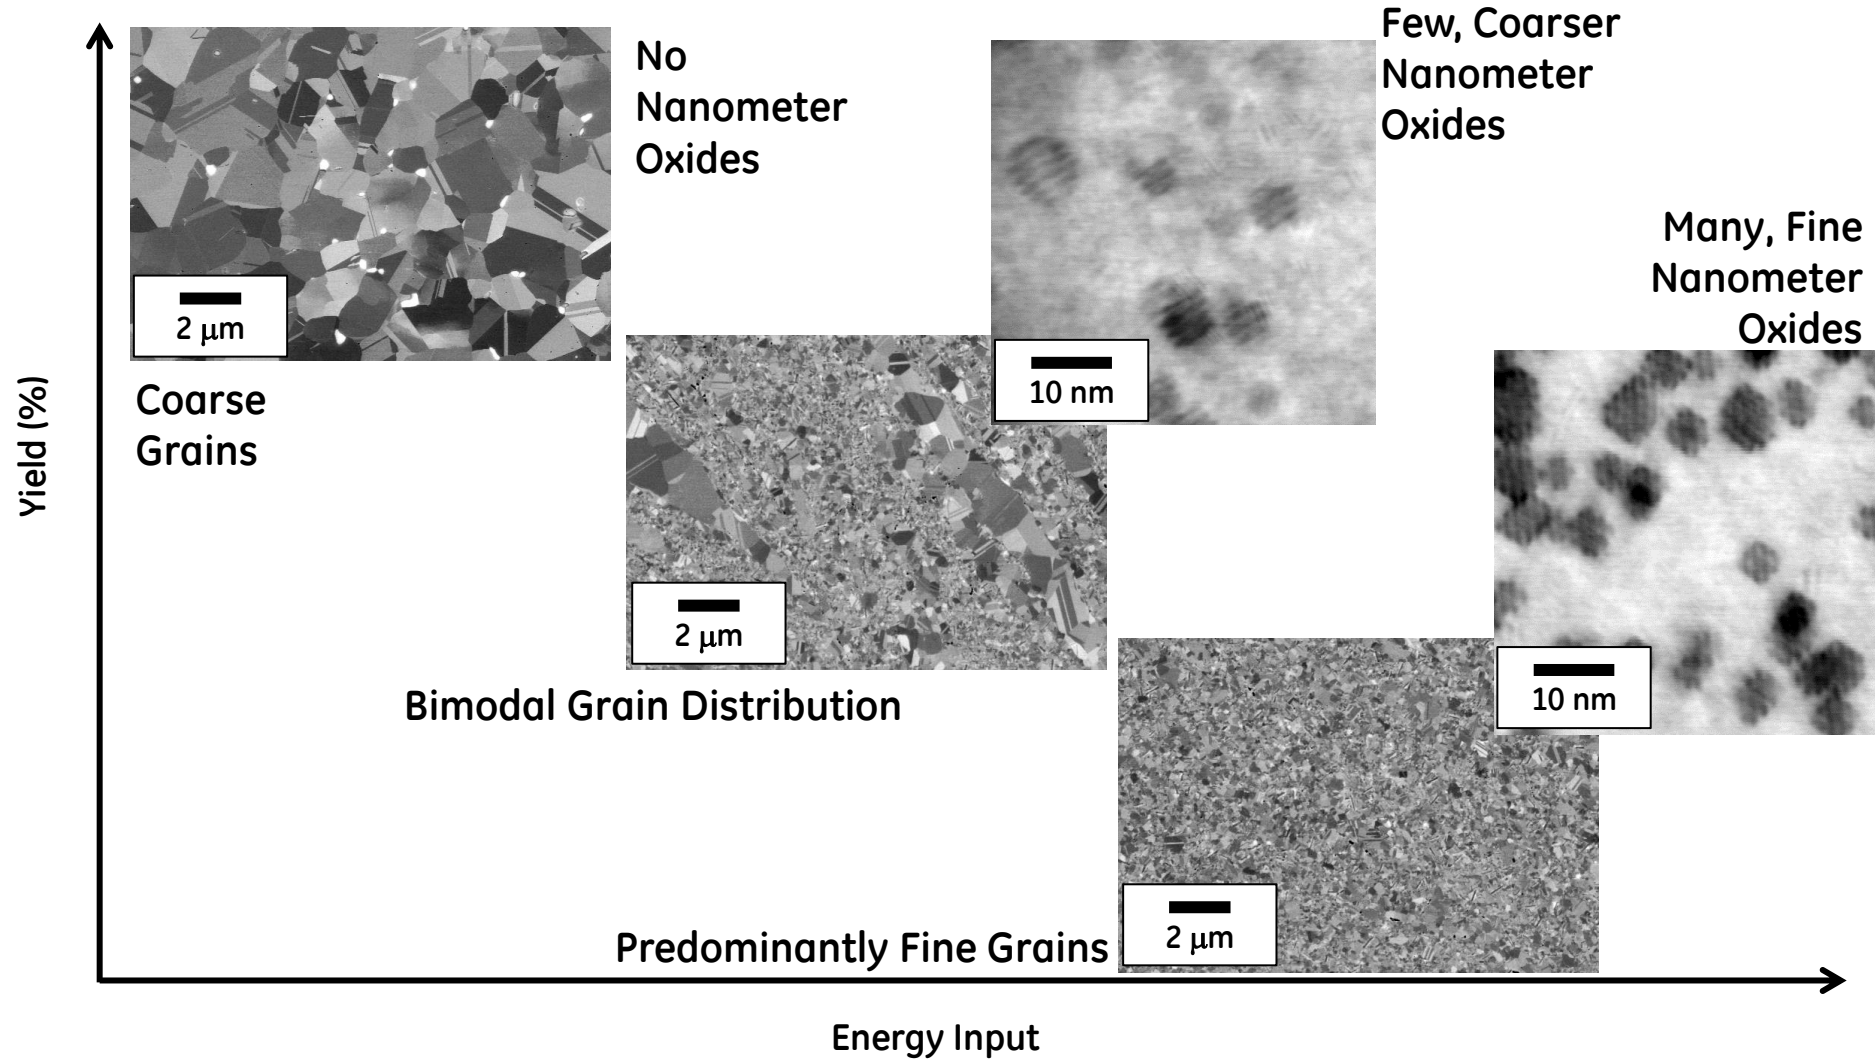 Few, Coarser
Nanometer
Oxides
No
Nanometer
Oxides
Many, Fine
Nanometer
Oxides
2 μm
10 nm
Coarse
Grains
Yield (%)
2 μm
10 nm
Bimodal Grain Distribution
2 μm
Predominantly Fine Grains
Energy Input